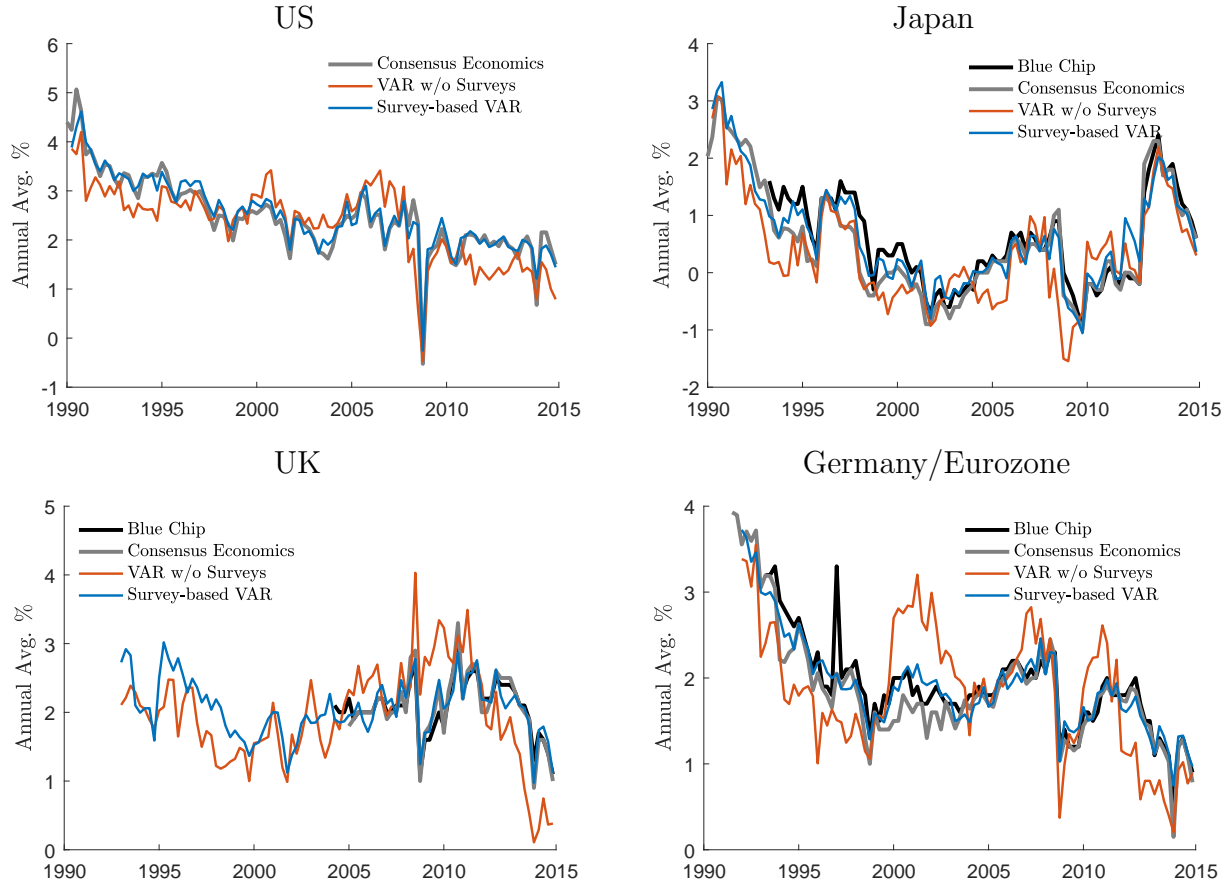 US
Annual Avg. %
6
5
4
3
2
1
0
-1
1990 1995 2000 2005 2010 2015
Consensus Economics
VAR w/o Surveys
Survey-based VAR
Japan
Annual Avg. %
4
3
2
1
0
-1
-2
1990 1995 2000 2005 2010 2015
Blue Chip
Consensus Economics
VAR w/o Surveys
Survey-based VAR
UK
Annual Avg. %
5
4
3
2
1
0
1990 1995 2000 2005 2010 2015
Blue Chip
Consensus Economics
VAR w/o Surveys
Survey-based VAR
Germany/Eurozone
Annual Avg. %
4
3
2
1
0
1990 1995 2000 2005 2010 2015
Blue Chip
Consensus Economics
VAR w/o Surveys
Survey-based VAR